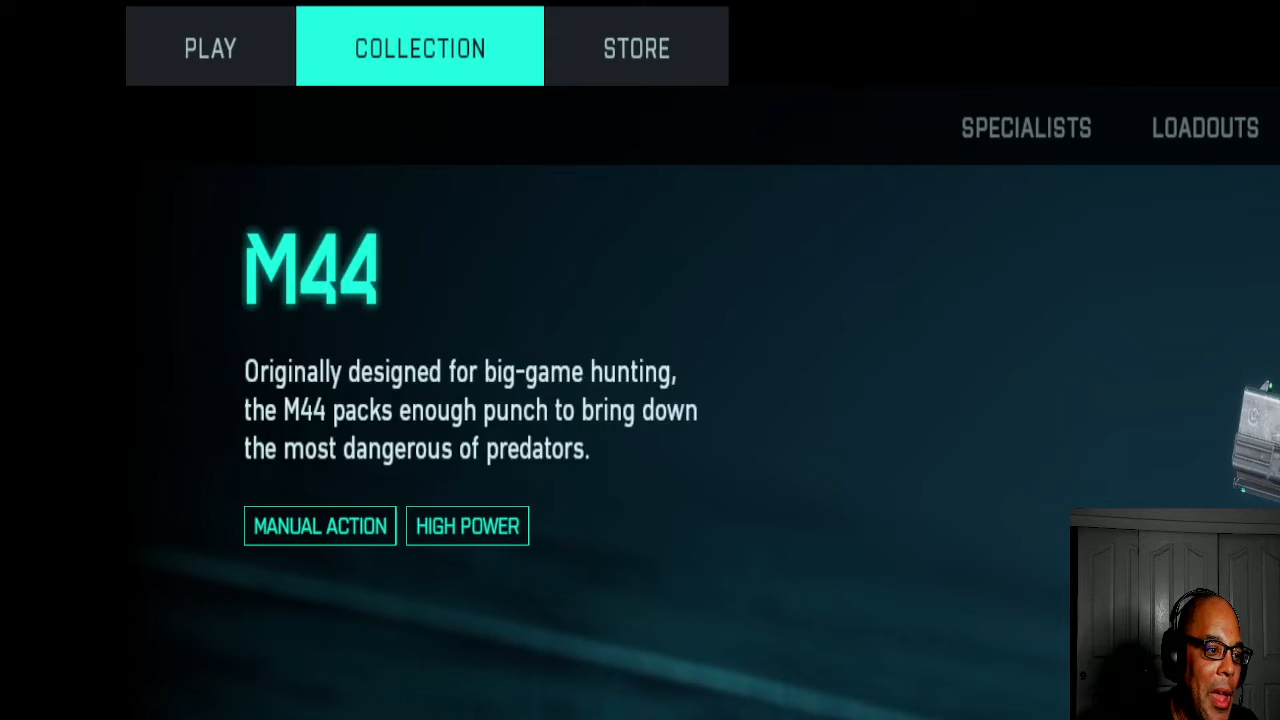 PLAY
COLLECTION
STORE
SPECIALISTS
LOADOUTS
M44
Originally designed for big-game hunting,
the M44 packs enough punch to bring down
the most dangerous of predators.
MANUAL ACTION
HIGH POWER